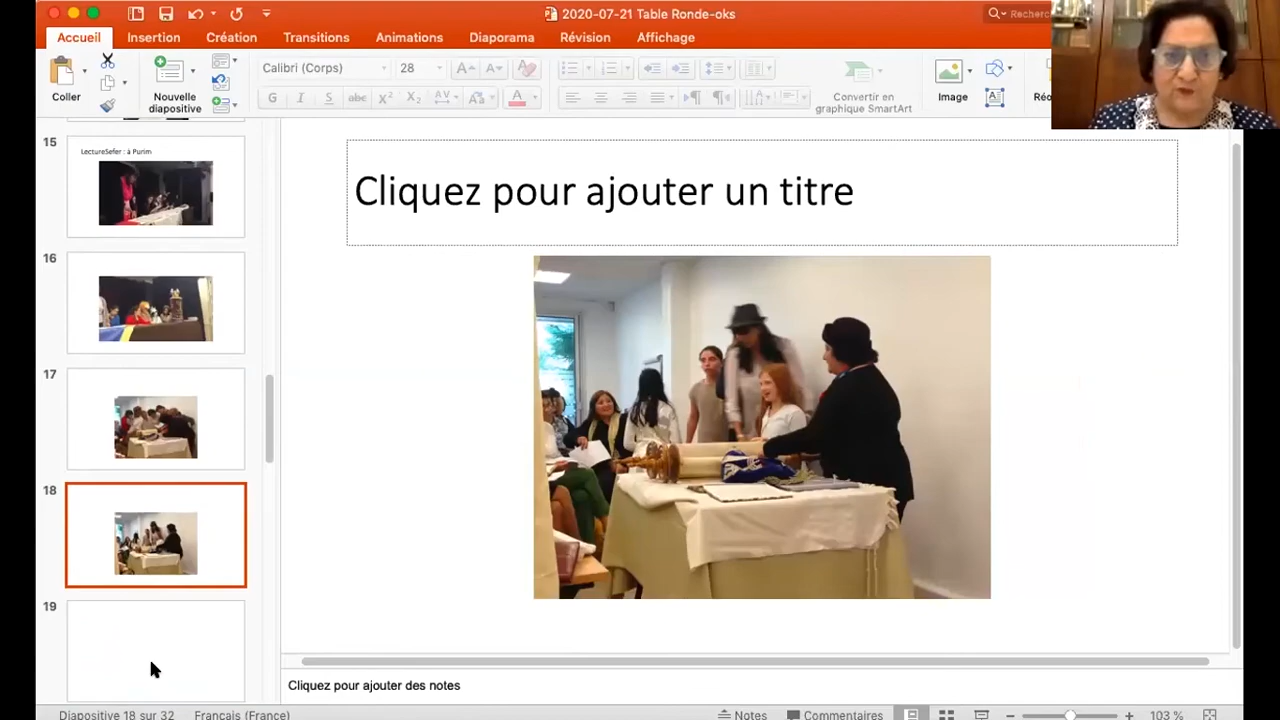 2020-07-21 Table Ronde-oks
Recherc
Accueil
Insertion
Création
Transitions
Animations
Diaporama
Révision
Affichage
Coller
Nouvelle
diapositive
Calibri (Corps)
28
Convertir en
graphique SmartArt
Image
Réo
15
LectureSefer : à Purim
16
17
18
19
Cliquez pour ajouter un titre
Cliquez pour ajouter des notes
Diapositive 18 sur 32
Français (France)
Notes
Commentaires
103 %